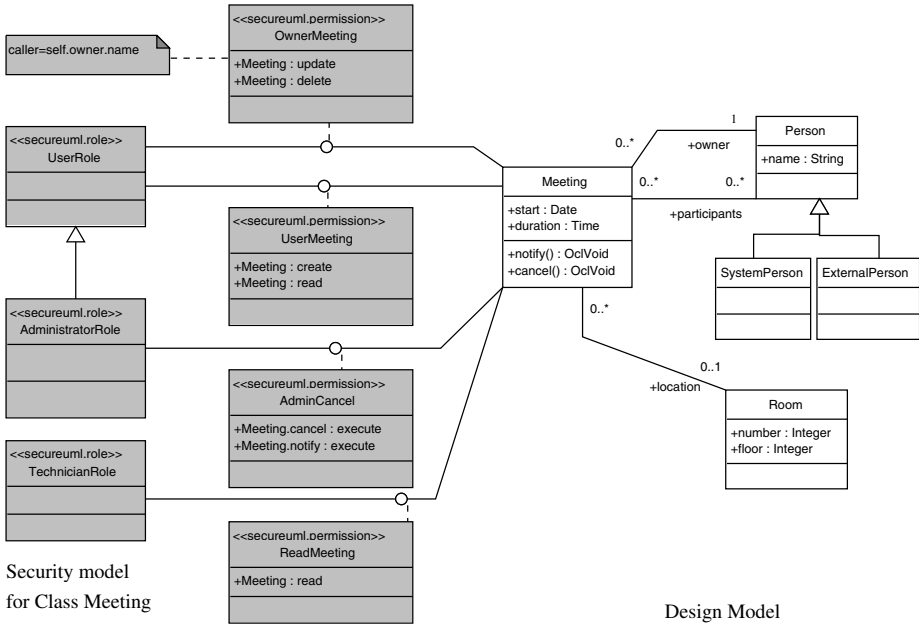 caller=self.owner.name
<<secureuml.permission>>
OwnerMeeting
+Meeting : update
+Meeting : delete
<<secureuml.role>>
UserRole
<<secureuml.permission>>
UserMeeting
+Meeting : create
+Meeting : read
<<secureuml.role>>
AdministratorRole
<<secureuml.permission>>
AdminCancel
+Meeting.cancel : execute
+Meeting.notify : execute
<<secureuml.role>>
TechnicianRole
<<secureuml.permission>>
ReadMeeting
+Meeting : read
Security model
for Class Meeting
Meeting
+start : Date
+duration : Time
+notify() : OclVoid
+cancel() : OclVoid
0..*
1
+owner
0..*
0..*
+participants
Person
+name : String
SystemPerson
ExternalPerson
0..*
0..1
+location
Room
+number : Integer
+floor : Integer
Design Model